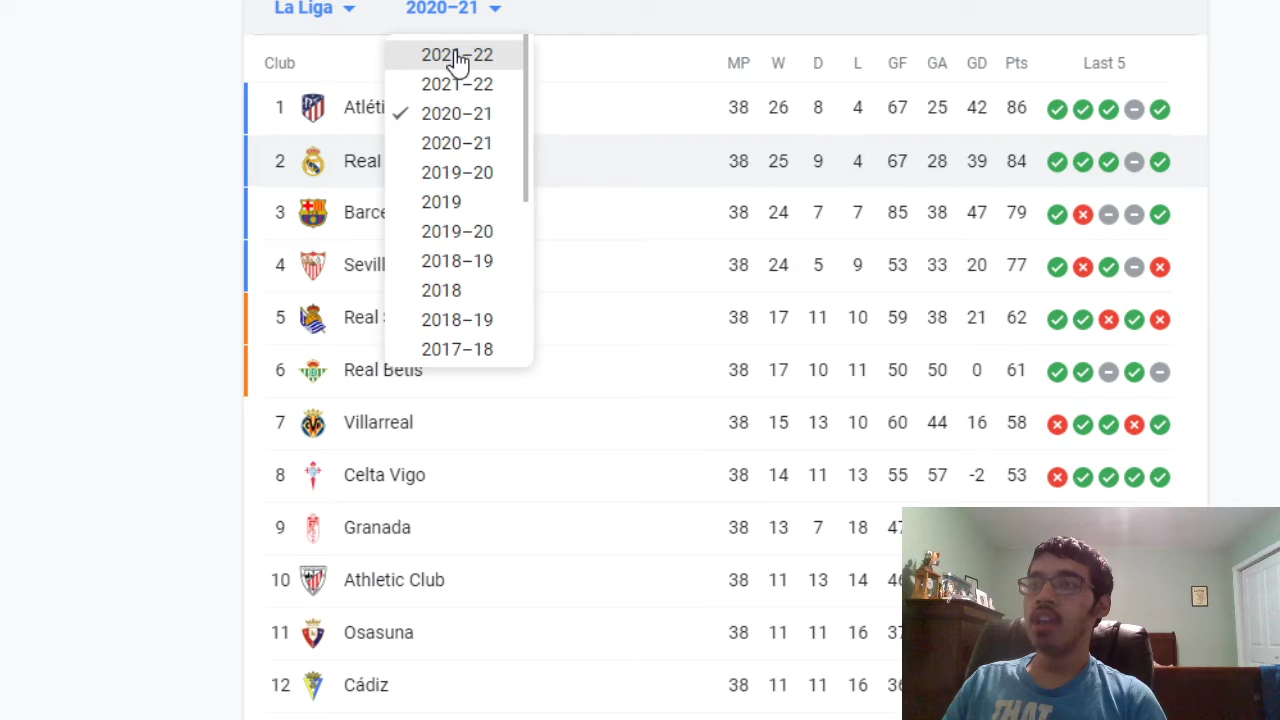 La Liga 2020–21
2021–22
2021–22
2020–21
2020–21
2019–20
2019
2019–20
2018–19
2018
2018–19
2017–18
Club MP W D L GF GA GD Pts Last 5
1 Atléti 38 26 8 4 67 25 42 86
2 Real 38 25 9 4 67 28 39 84
3 Barce 38 24 7 7 85 38 47 79
4 Sevill 38 24 5 9 53 33 20 77
5 Real 38 17 11 10 59 38 21 62
6 Real Betis 38 17 10 11 50 50 0 61
7 Villarreal 38 15 13 10 60 44 16 58
8 Celta Vigo 38 14 11 13 55 57 -2 53
9 Granada 38 13 7 18 47
10 Athletic Club 38 11 13 14 46
11 Osasuna 38 11 11 16 37
12 Cádiz 38 11 11 16 36
THAT